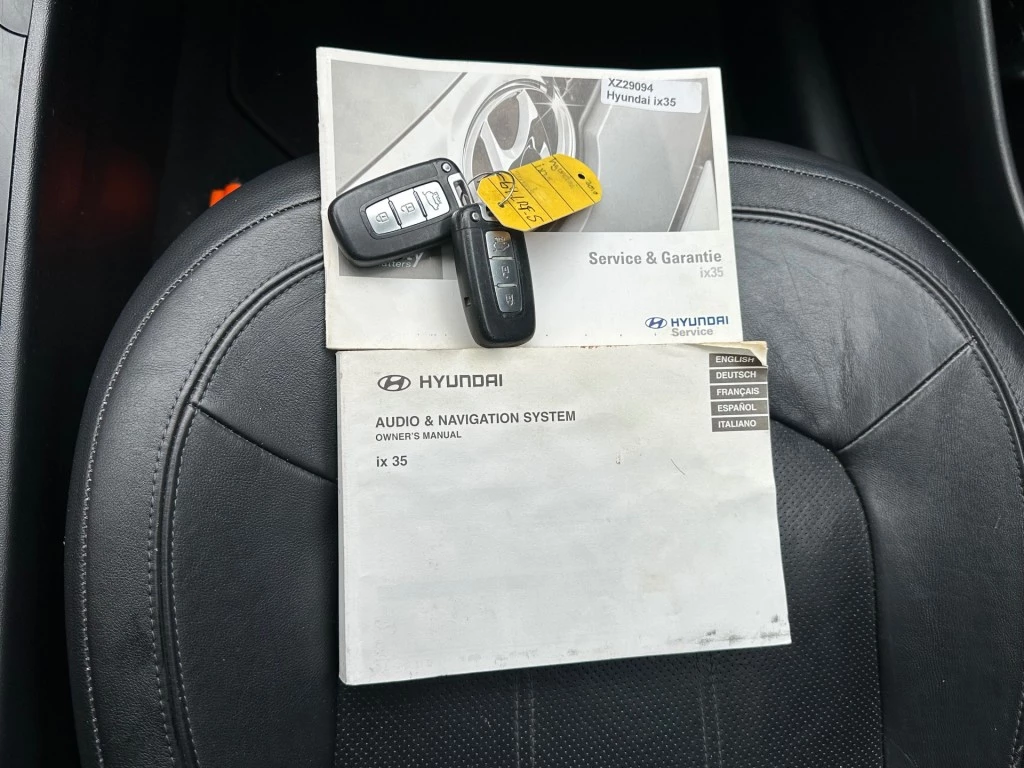 XZ29094
Hyundai ix35
Service & Garantie
ix35
HYUNDAI
Service
HYUNDAI
AUDIO & NAVIGATION SYSTEM
OWNER'S MANUAL
ix 35
ENGLISH
DEUTSCH
FRANÇAIS
ESPAÑOL
ITALIANO